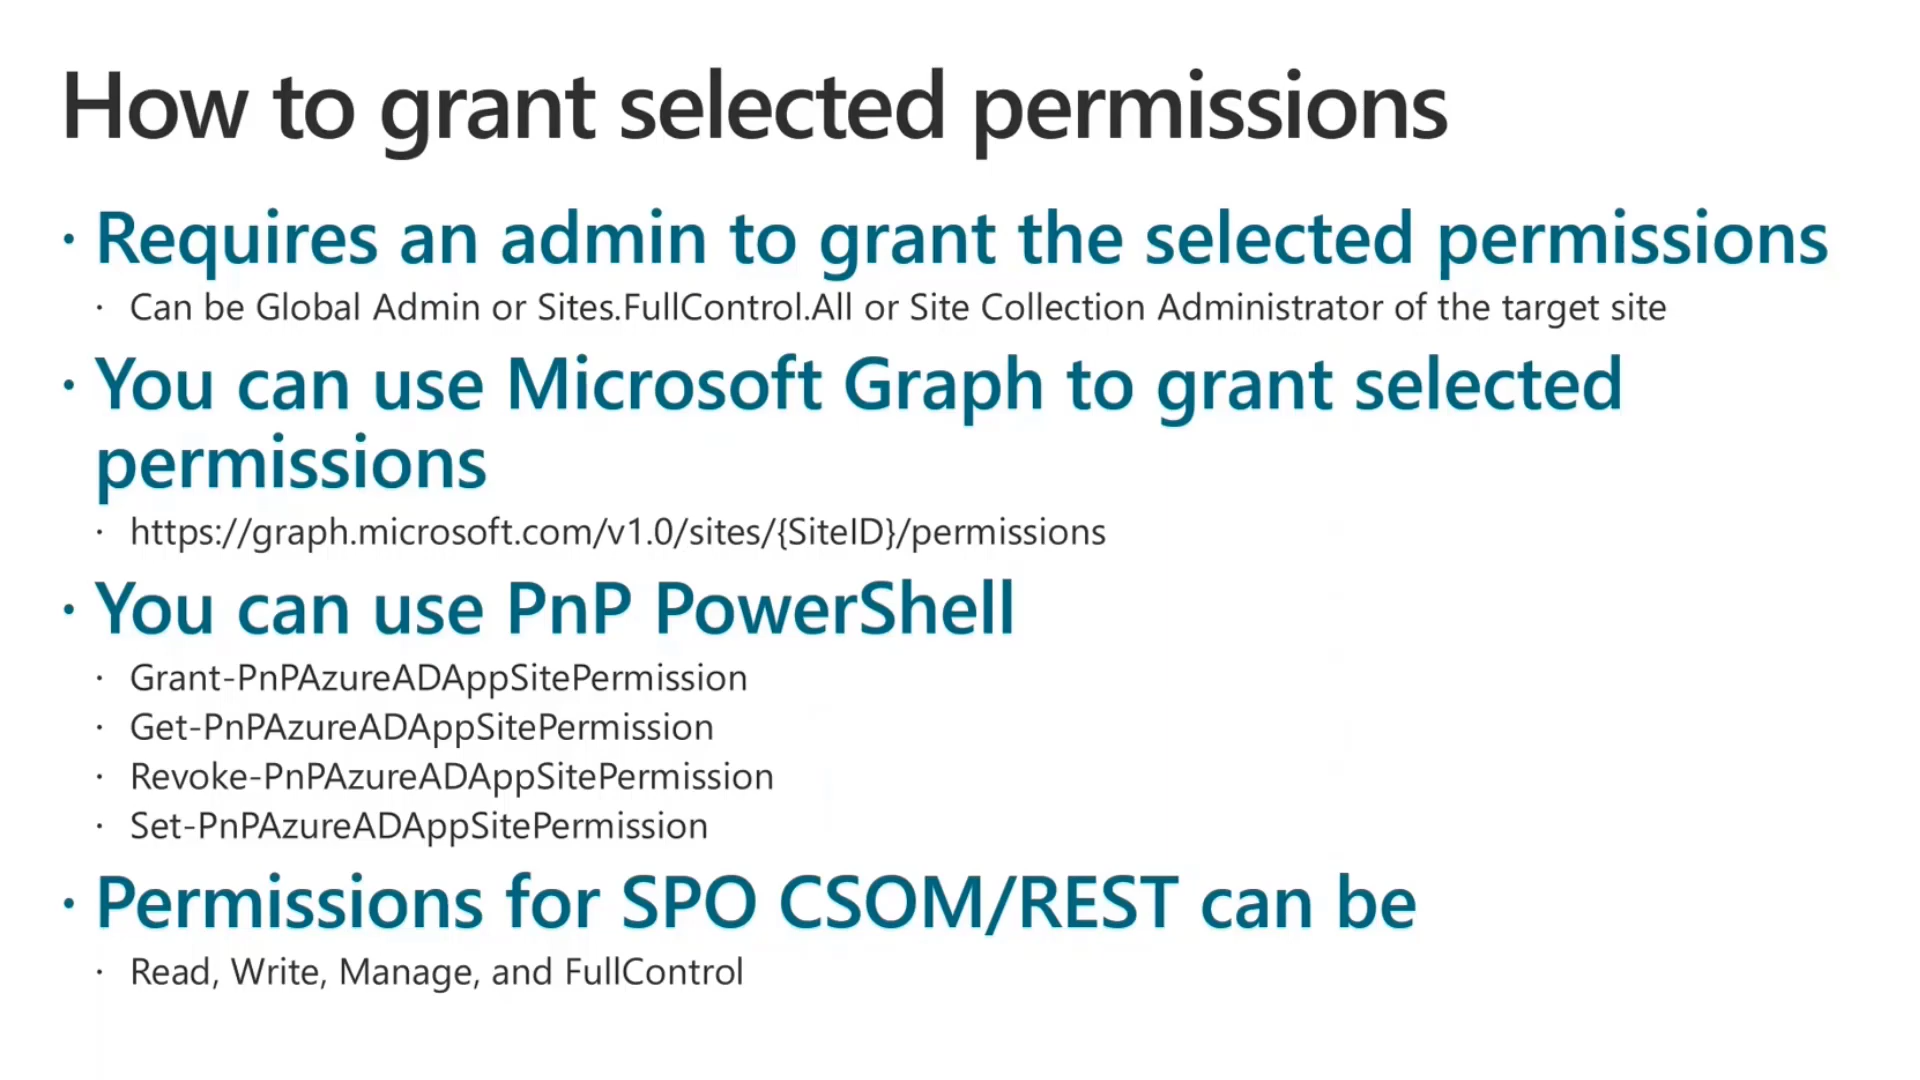 How to grant selected permissions
· Requires an admin to grant the selected permissions
· Can be Global Admin or Sites.FullControl.All or Site Collection Administrator of the target site
· You can use Microsoft Graph to grant selected
permissions
· https://graph.microsoft.com/v1.0/sites/{SiteID}/permissions
· You can use PnP PowerShell
· Grant-PnPAzureADAppSitePermission
· Get-PnPAzureADAppSitePermission
· Revoke-PnPAzureADAppSitePermission
· Set-PnPAzureADAppSitePermission
· Permissions for SPO CSOM/REST can be
· Read, Write, Manage, and FullControl